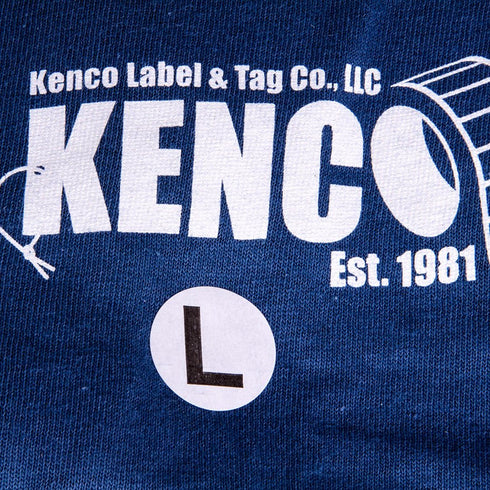 Kenco Label & Tag Co., LLC
KENCO
Est. 1981
L